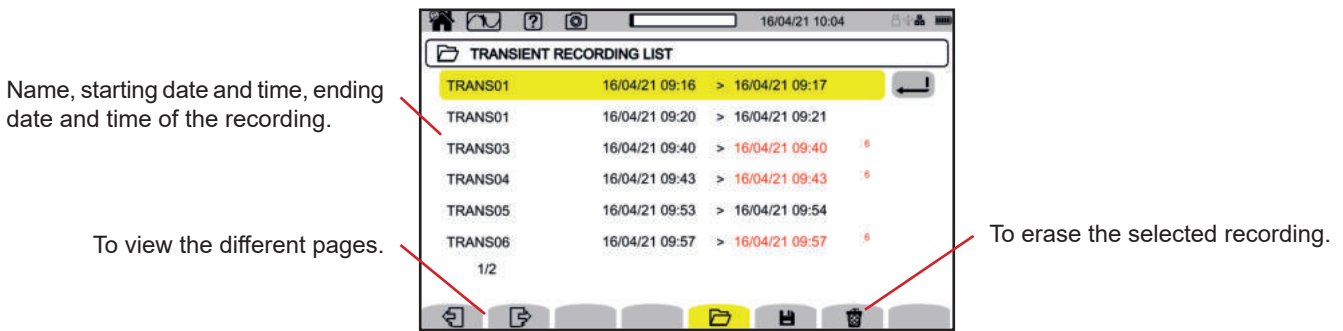 ?
16/04/21 10:04
TRANSIENT RECORDING LIST
Name, starting date and time, ending
date and time of the recording.
TRANS01 16/04/21 09:16 > 16/04/21 09:17
TRANS01 16/04/21 09:20 > 16/04/21 09:21
TRANS03 16/04/21 09:40 > 16/04/21 09:40 6
TRANS04 16/04/21 09:43 > 16/04/21 09:43 6
TRANS05 16/04/21 09:53 > 16/04/21 09:54
TRANS06 16/04/21 09:57 > 16/04/21 09:57 6
To view the different pages.
To erase the selected recording.
1/2